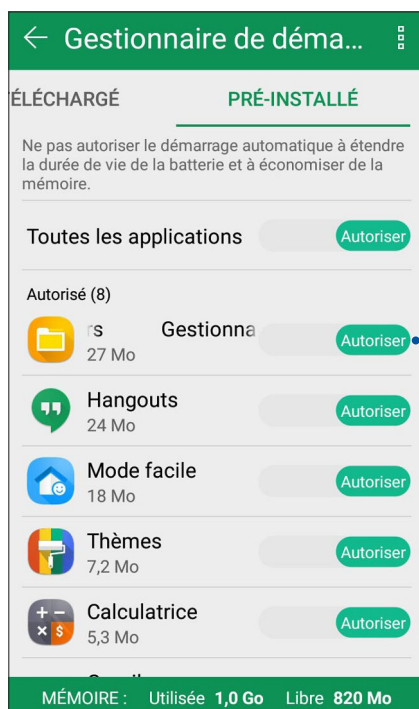 Gestionnaire de déma...
ÉLÉCHARGÉ PRÉ-INSTALLÉ
Ne pas autoriser le démarrage automatique à étendre
la durée de vie de la batterie et à économiser de la
mémoire.
Toutes les applications Autoriser
Autorisé (8)
rs Gestionna Autoriser
27 Mo
Hangouts Autoriser
24 Mo
Mode facile Autoriser
18 Mo
Thèmes Autoriser
7,2 Mo
Calculatrice Autoriser
5,3 Mo
MÉMOIRE : Utilisée 1,0 Go Libre 820 Mo